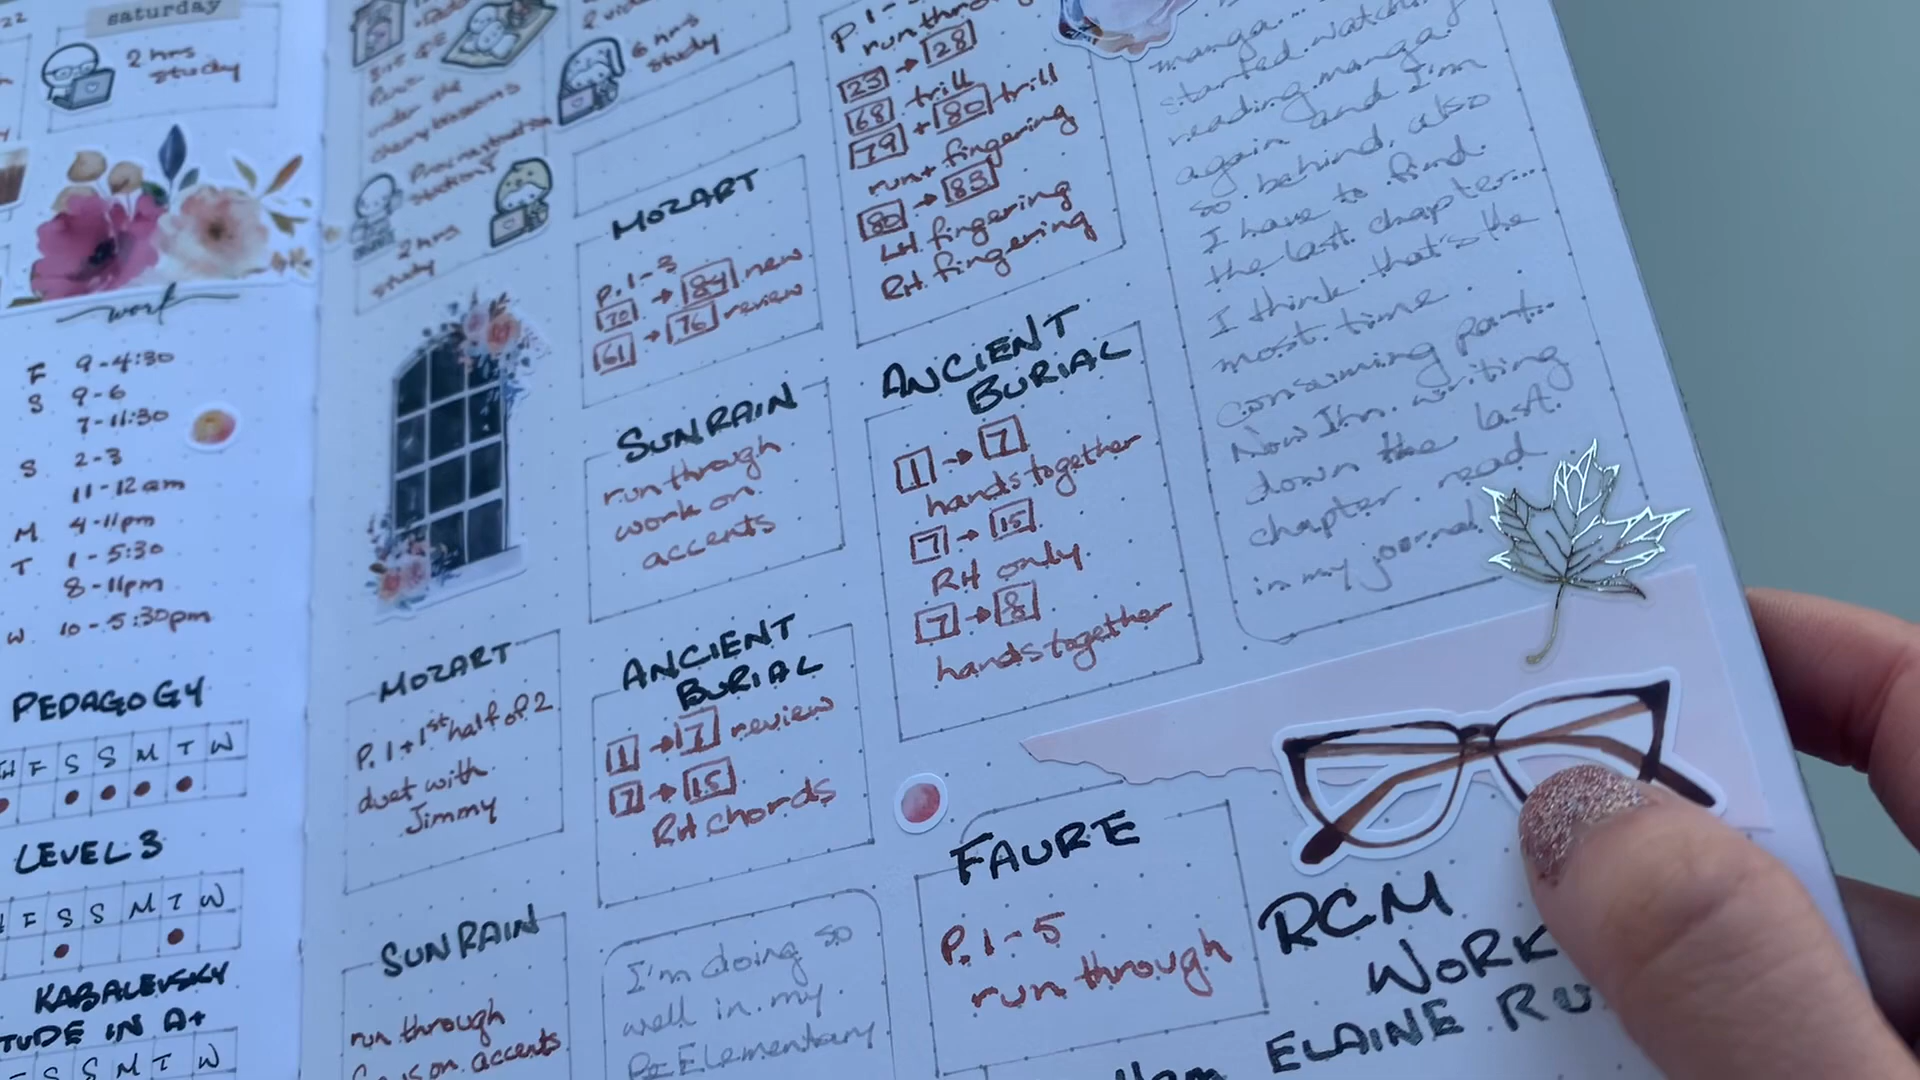 22
saturday
2 hrs
study
work
F 9-4:30
S 9-6
7-11:30
S 2-3
11-12am
M 4-11pm
T 1-5:30
8-11pm
W 10-5:30pm
PEDAGOGY
F S S M T W
LEVEL 3
F S S M T W
KABALEVSKY
TUDE IN A+
S S M T W
under the
cherry blossoms
2 hrs
study
MOZART
P. 1 + 1st half of 2
duet with
Jimmy
SUNRAIN
run through
accents
6 hrs
study
MOZART
P. 1-3
70 → 84 new
61 → 76 review
SUNRAIN
run through
work on
accents
ANCIENT
BURIAL
1 → 7 review
7 → 15
RH chords
I'm doing so
well in my
Elementary
P. 1-
23 → 28
68 trill
79 + 80 trill
run + fingering
80 → 83
LH fingering
RH fingering
ANCIENT
BURIAL
1 → 7
hands together
7 → 15
RH only
7 → 8
hands together
FAURE
P. 1-5
run through
manga...
started watching
reading manga
again and I'm
so behind, also
I have to find
the last chapter...
I think that's the
most time
consuming part...
Now I'm writing
down the last
chapter read
in my journal
RCM
WORK
ELAINE RU